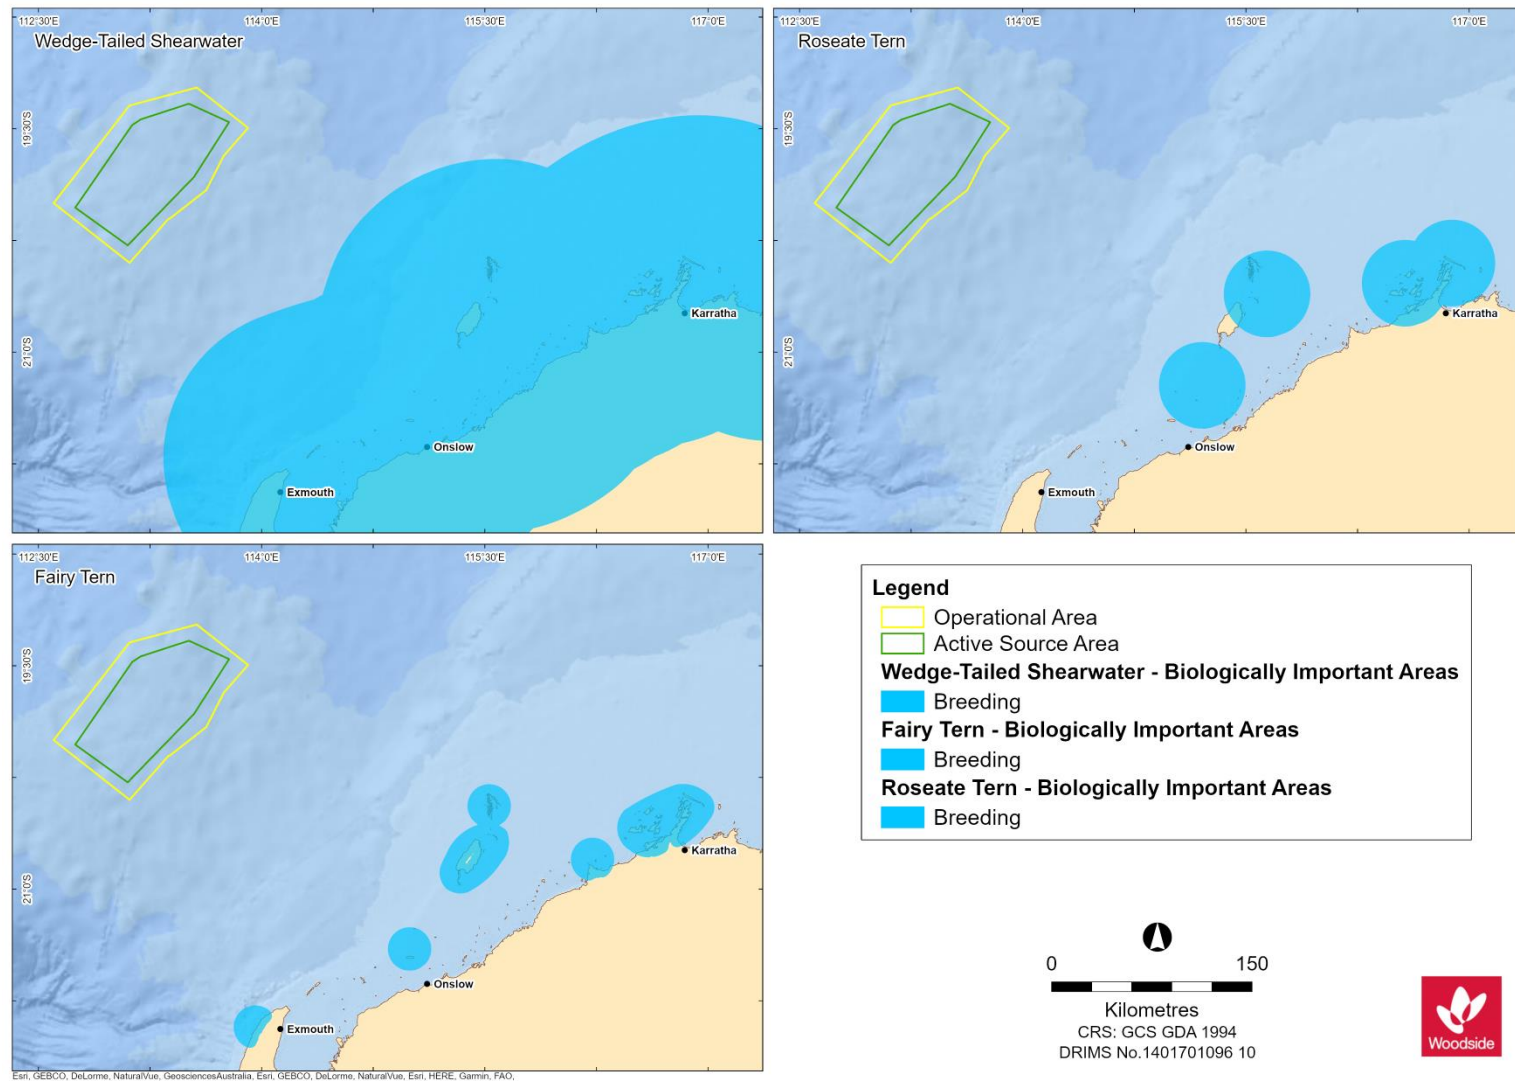 112°30'E 114°0'E 115°30'E 117°0'E
Wedge-Tailed Shearwater
19°30'S
21°0'S
Karratha
Onslow
Exmouth
112°30'E 114°0'E 115°30'E 117°0'E
Roseate Tern
19°30'S
21°0'S
Karratha
Onslow
Exmouth
112°30'E 114°0'E 115°30'E 117°0'E
Fairy Tern
19°30'S
21°0'S
Karratha
Onslow
Exmouth
Esri, GEBCO, DeLorme, NaturalVue, GeosciencesAustralia, Esri, GEBCO, DeLorme, NaturalVue, Esri, HERE, Garmin, FAO,
Legend
Operational Area
Active Source Area
Wedge-Tailed Shearwater - Biologically Important Areas
Breeding
Fairy Tern - Biologically Important Areas
Breeding
Roseate Tern - Biologically Important Areas
Breeding
0 150
Kilometres
CRS: GCS GDA 1994
DRIMS No.1401701096 10
Woodside